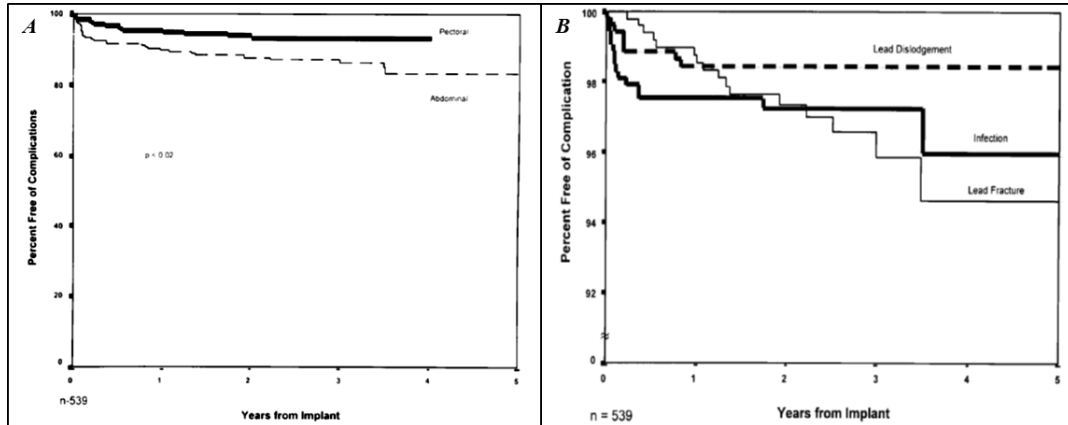 A
Percent Free of Complications
100
80
60
40
20
0
Pectoral
Abdominal
p < 0.02
0 1 2 3 4 5
n-539
Years from Implant
B
Percent Free of Complication
100
98
96
94
92
0
Lead Dislodgement
Infection
Lead Fracture
0 1 2 3 4 5
n = 539
Years from Implant